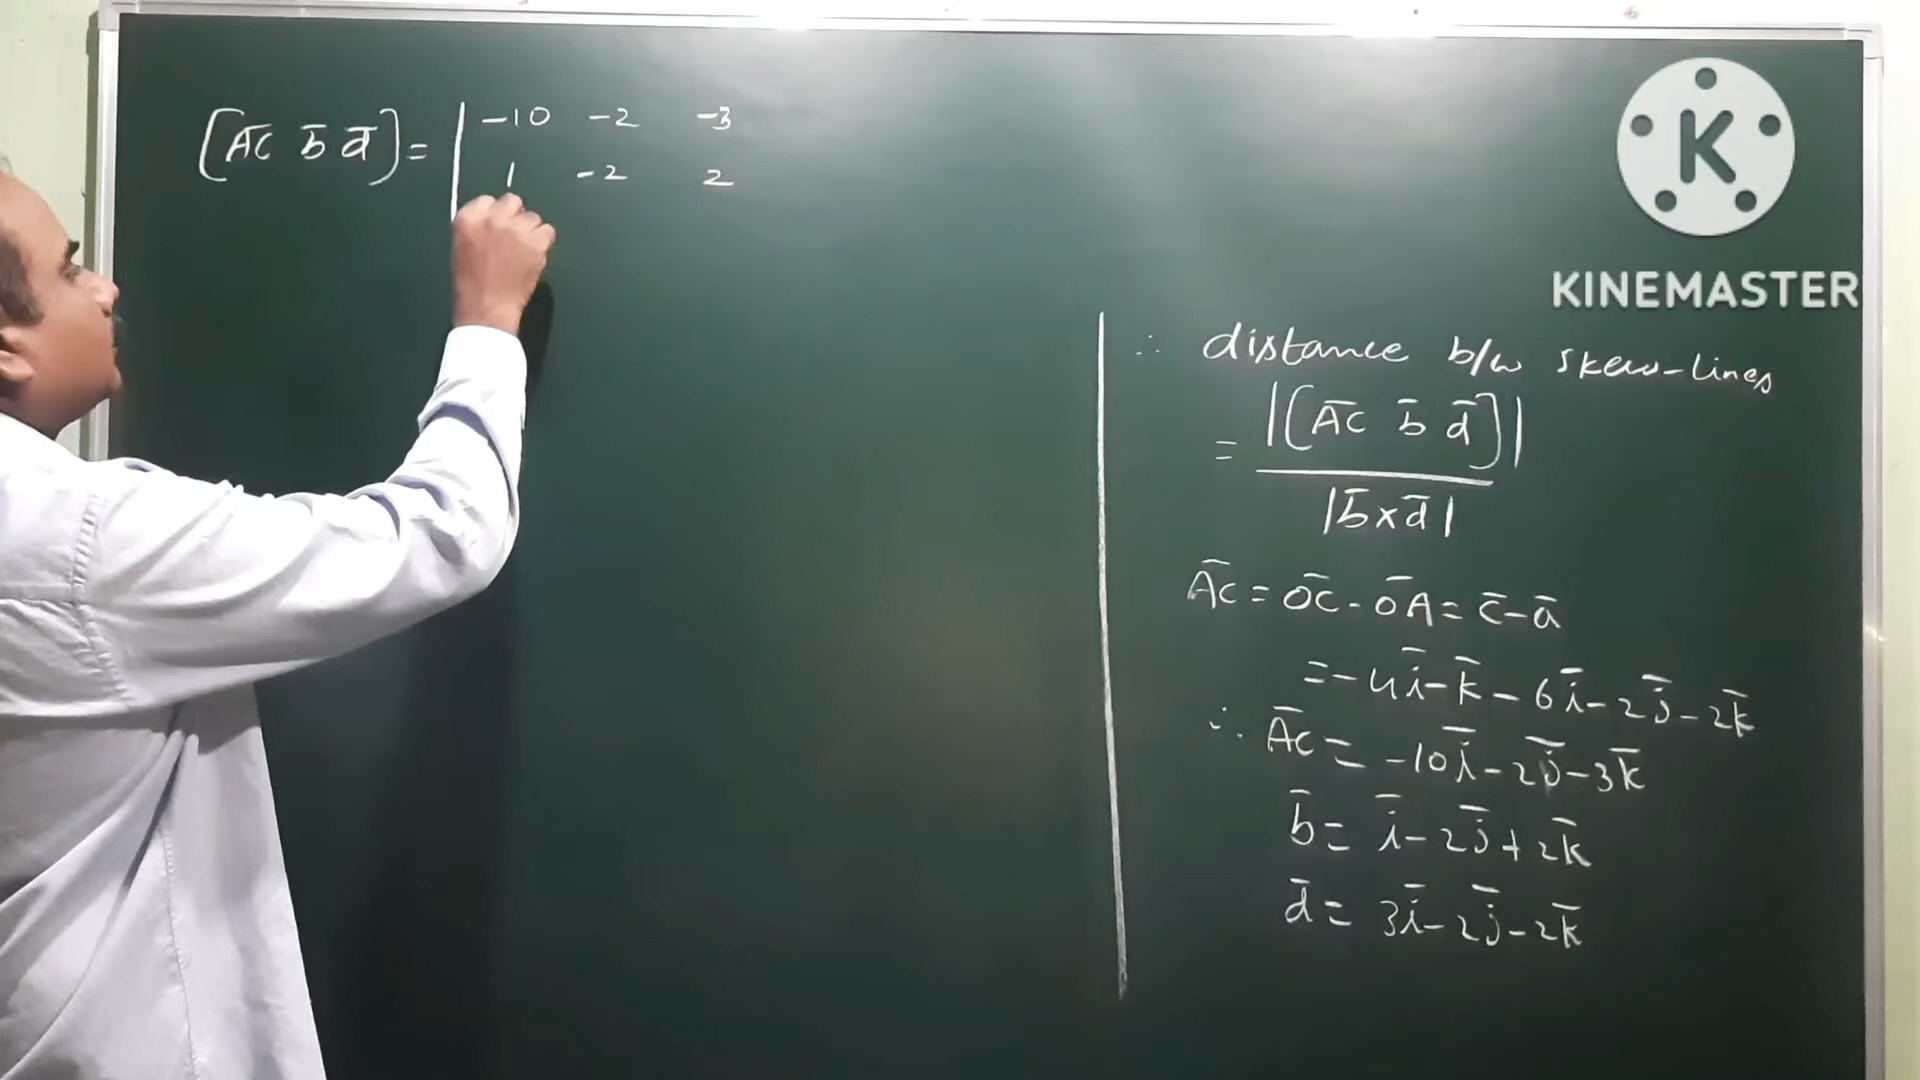 [A̅C̅ b̅ d̅] = | -10 -2 -3
1 -2 2
K
KINEMASTER
∴ distance b/w skew-lines
= |[A̅C̅ b̅ d̅]|
|b̅ × d̅|
A̅C̅ = O̅C̅ - O̅A̅ = c̅ - a̅
= -4i̅ - k̅ - 6i̅ - 2j̅ - 2k̅
∴ A̅C̅ = -10i̅ - 2j̅ - 3k̅
b̅ = i̅ - 2j̅ + 2k̅
d̅ = 3i̅ - 2j̅ - 2k̅